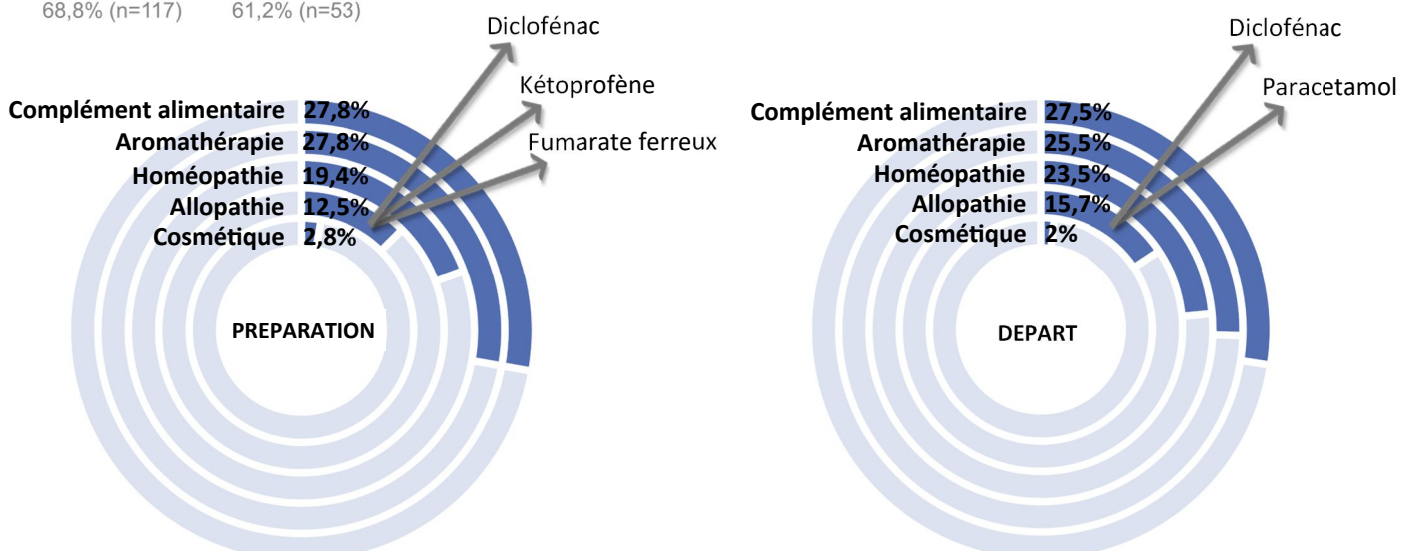 68,8% (n=117) 61,2% (n=53)
Diclofénac
Kétoprofène
Fumarate ferreux
Complément alimentaire 27,8%
Aromathérapie 27,8%
Homéopathie 19,4%
Allopathie 12,5%
Cosmétique 2,8%
PREPARATION
Diclofénac
Paracetamol
Complément alimentaire 27,5%
Aromathérapie 25,5%
Homéopathie 23,5%
Allopathie 15,7%
Cosmétique 2%
DEPART